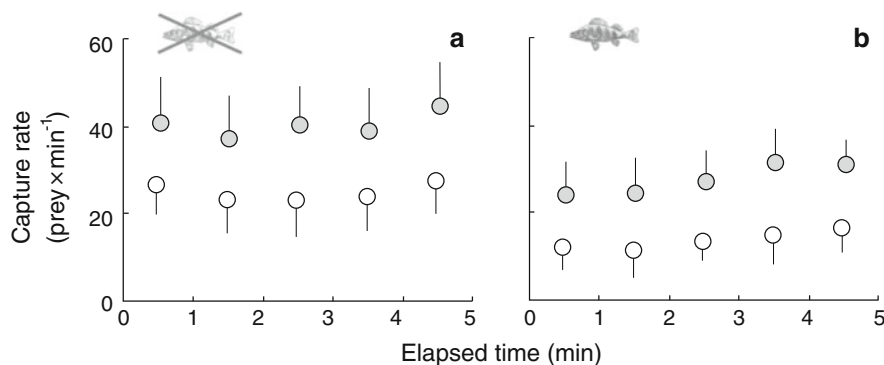 a
b
60
40
20
0
Capture rate
(prey×min⁻¹)
0 1 2 3 4 5
0 1 2 3 4 5
Elapsed time (min)